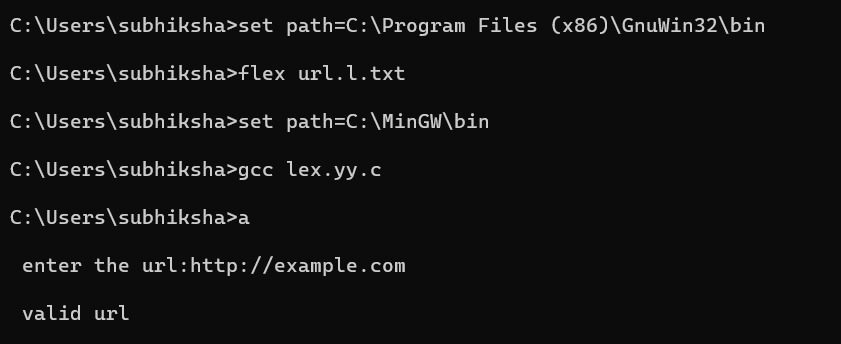 C:\Users\subhiksha>set path=C:\Program Files (x86)\GnuWin32\bin
C:\Users\subhiksha>flex url.l.txt
C:\Users\subhiksha>set path=C:\MinGW\bin
C:\Users\subhiksha>gcc lex.yy.c
C:\Users\subhiksha>a
enter the url:http://example.com
valid url